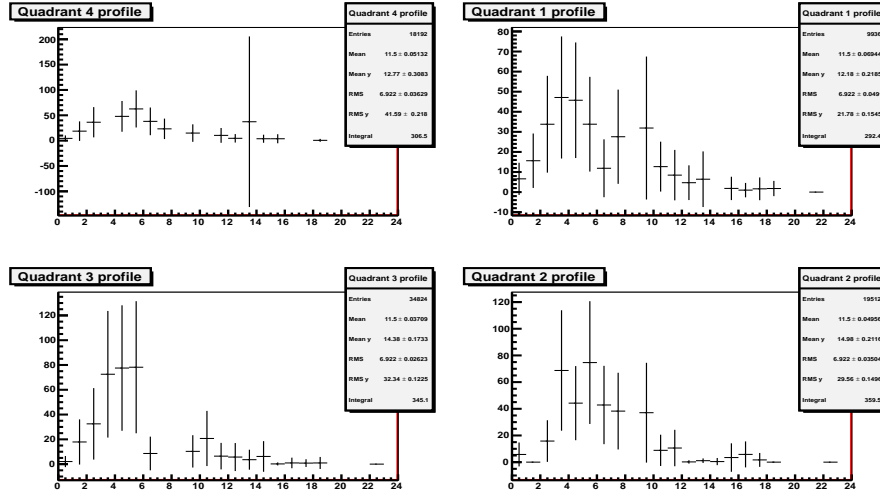 Quadrant 4 profile
Quadrant 4 profile
Entries 18192
Mean 11.5 ± 0.05132
Mean y 12.77 ± 0.3083
RMS 6.922 ± 0.03629
RMS y 41.59 ± 0.218
Integral 306.5
200
150
100
50
0
-50
-100
0 2 4 6 8 10 12 14 16 18 20 22 24
Quadrant 1 profile
Quadrant 1 profile
Entries 9936
Mean 11.5 ± 0.06944
Mean y 12.18 ± 0.2185
RMS 6.922 ± 0.0491
RMS y 21.78 ± 0.1545
Integral 292.4
80
70
60
50
40
30
20
10
0
-10
0 2 4 6 8 10 12 14 16 18 20 22 24
Quadrant 3 profile
Quadrant 3 profile
Entries 34824
Mean 11.5 ± 0.03709
Mean y 14.38 ± 0.1733
RMS 6.922 ± 0.02623
RMS y 32.34 ± 0.1225
Integral 345.1
120
100
80
60
40
20
0
0 2 4 6 8 10 12 14 16 18 20 22 24
Quadrant 2 profile
Quadrant 2 profile
Entries 19512
Mean 11.5 ± 0.04956
Mean y 14.98 ± 0.2116
RMS 6.922 ± 0.03504
RMS y 29.56 ± 0.1496
Integral 359.5
120
100
80
60
40
20
0
0 2 4 6 8 10 12 14 16 18 20 22 24